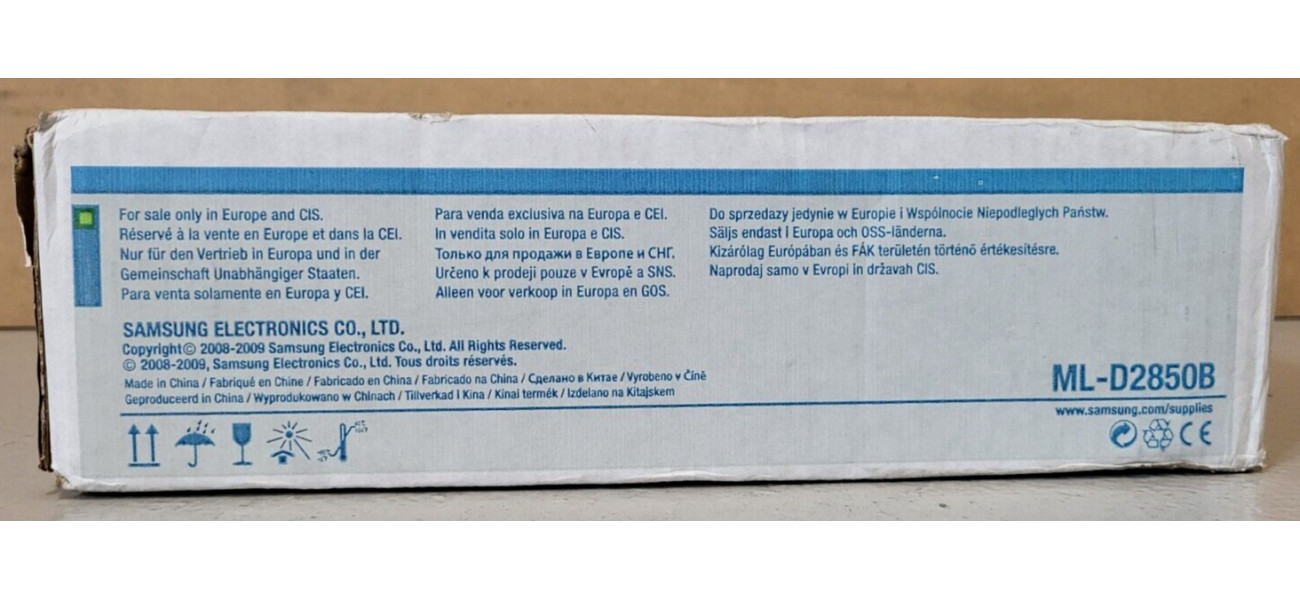 For sale only in Europe and CIS.
Réservé à la vente en Europe et dans la CEI.
Nur für den Vertrieb in Europa und in der
Gemeinschaft Unabhängiger Staaten.
Para venta solamente en Europa y CEI.
Para venda exclusiva na Europa e CEI.
In vendita solo in Europa e CIS.
Только для продажи в Европе и СНГ.
Určeno k prodeji pouze v Evropě a SNS.
Alleen voor verkoop in Europa en GOS.
Do sprzedazy jedynie w Europie i Wspólnocie Niepodleglych Państw.
Säljs endast I Europa och OSS-länderna.
Kizárólag Európában és FÁK területén történő értékesítésre.
Naprodaj samo v Evropi in državah CIS.
SAMSUNG ELECTRONICS CO., LTD.
Copyright© 2008-2009 Samsung Electronics Co., Ltd. All Rights Reserved.
© 2008-2009, Samsung Electronics Co., Ltd. Tous droits réservés.
Made in China / Fabriqué en Chine / Fabricado en China / Fabricado na China / Сделано в Китае / Vyrobeno v Číně
Geproduceerd in China / Wyprodukowano w Chinach / Tillverkad i Kina / Kínai termék / Izdelano na Kitajskem
ML-D2850B
www.samsung.com/supplies
CE